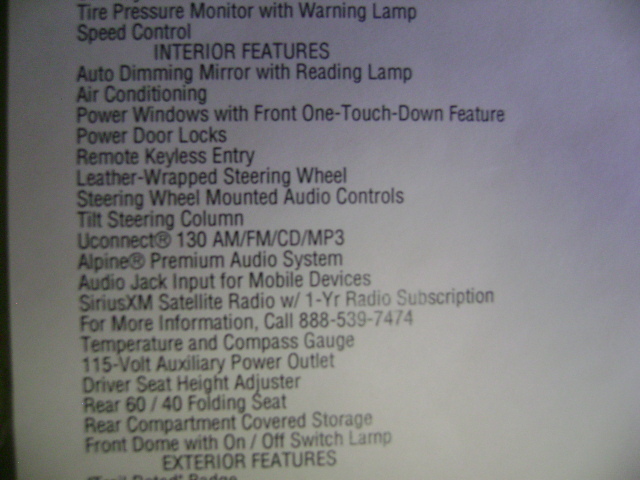 Tire Pressure Monitor with Warning Lamp
Speed Control
INTERIOR FEATURES
Auto Dimming Mirror with Reading Lamp
Air Conditioning
Power Windows with Front One-Touch-Down Feature
Power Door Locks
Remote Keyless Entry
Leather-Wrapped Steering Wheel
Steering Wheel Mounted Audio Controls
Tilt Steering Column
Uconnect® 130 AM/FM/CD/MP3
Alpine® Premium Audio System
Audio Jack Input for Mobile Devices
SiriusXM Satellite Radio w/ 1-Yr Radio Subscription
For More Information, Call 888-539-7474
Temperature and Compass Gauge
115-Volt Auxiliary Power Outlet
Driver Seat Height Adjuster
Rear 60 / 40 Folding Seat
Rear Compartment Covered Storage
Front Dome with On / Off Switch Lamp
EXTERIOR FEATURES
"Trail Rated" Badge